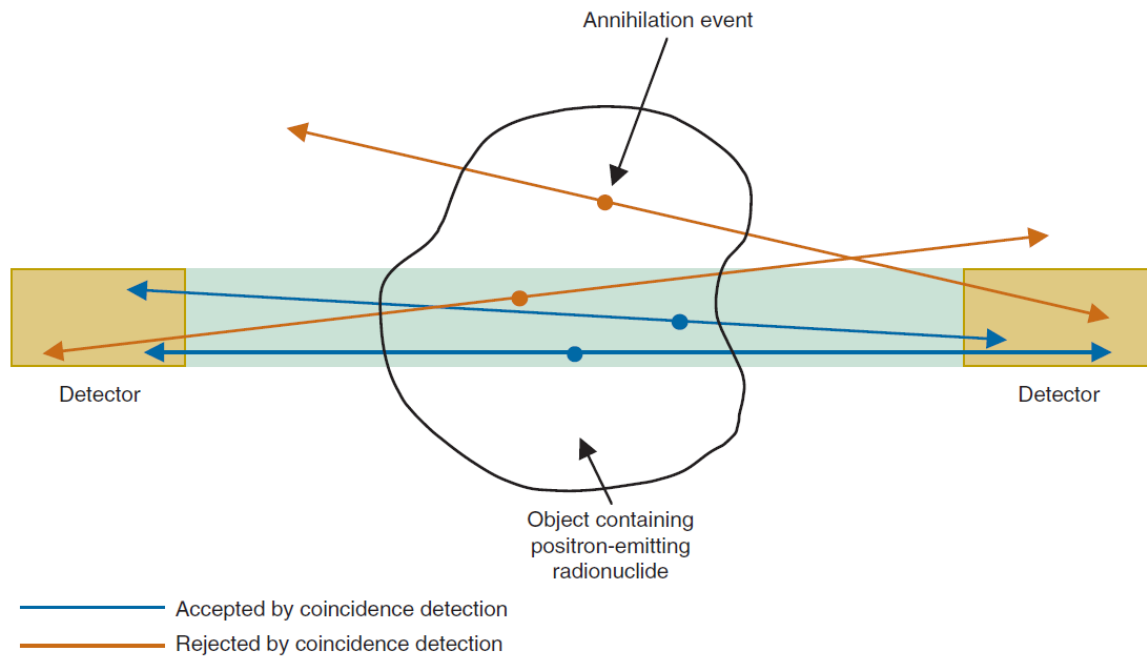 Annihilation event
Detector
Detector
Object containing
positron-emitting
radionuclide
Accepted by coincidence detection
Rejected by coincidence detection